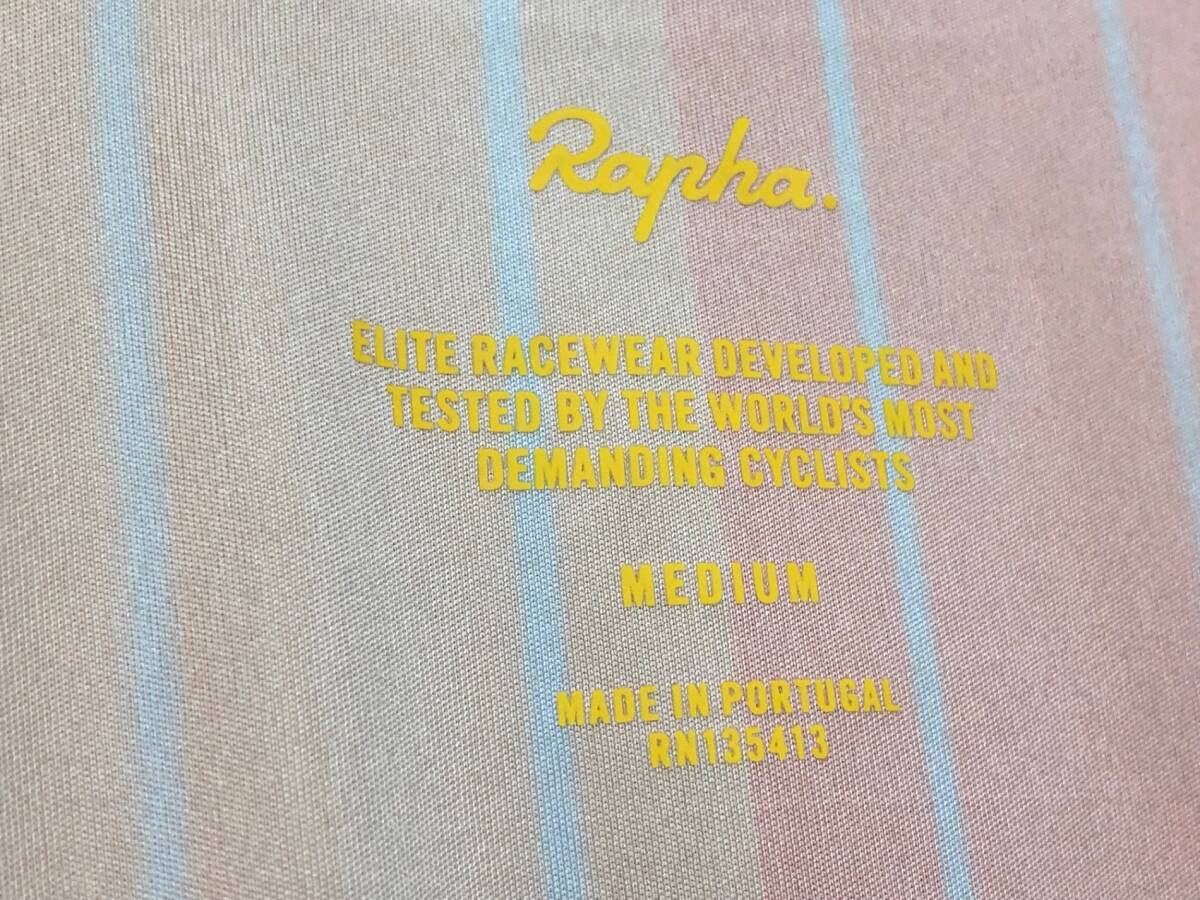 Rapha.
ELITE RACEWEAR DEVELOPED AND
TESTED BY THE WORLD'S MOST
DEMANDING CYCLISTS
MEDIUM
MADE IN PORTUGAL
RN135413